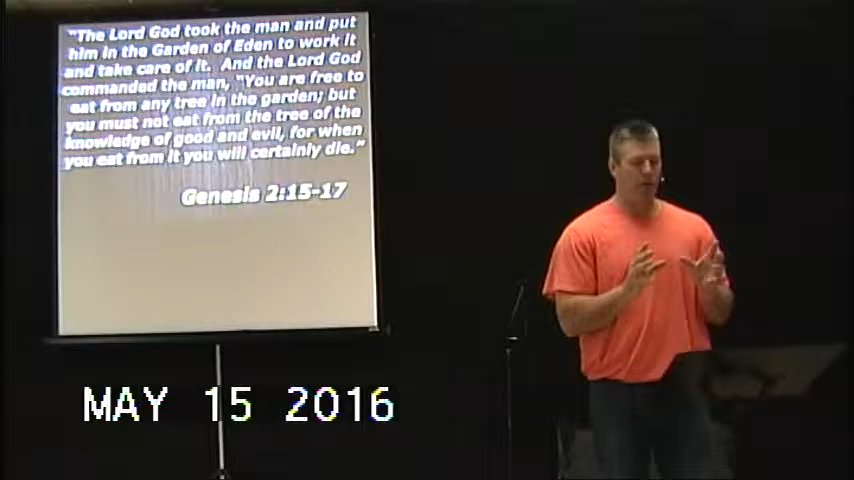 "The Lord God took the man and put
him in the Garden of Eden to work it
and take care of it. And the Lord God
commanded the man, "You are free to
eat from any tree in the garden; but
you must not eat from the tree of the
knowledge of good and evil, for when
you eat from it you will certainly die."
Genesis 2:15-17
MAY 15 2016